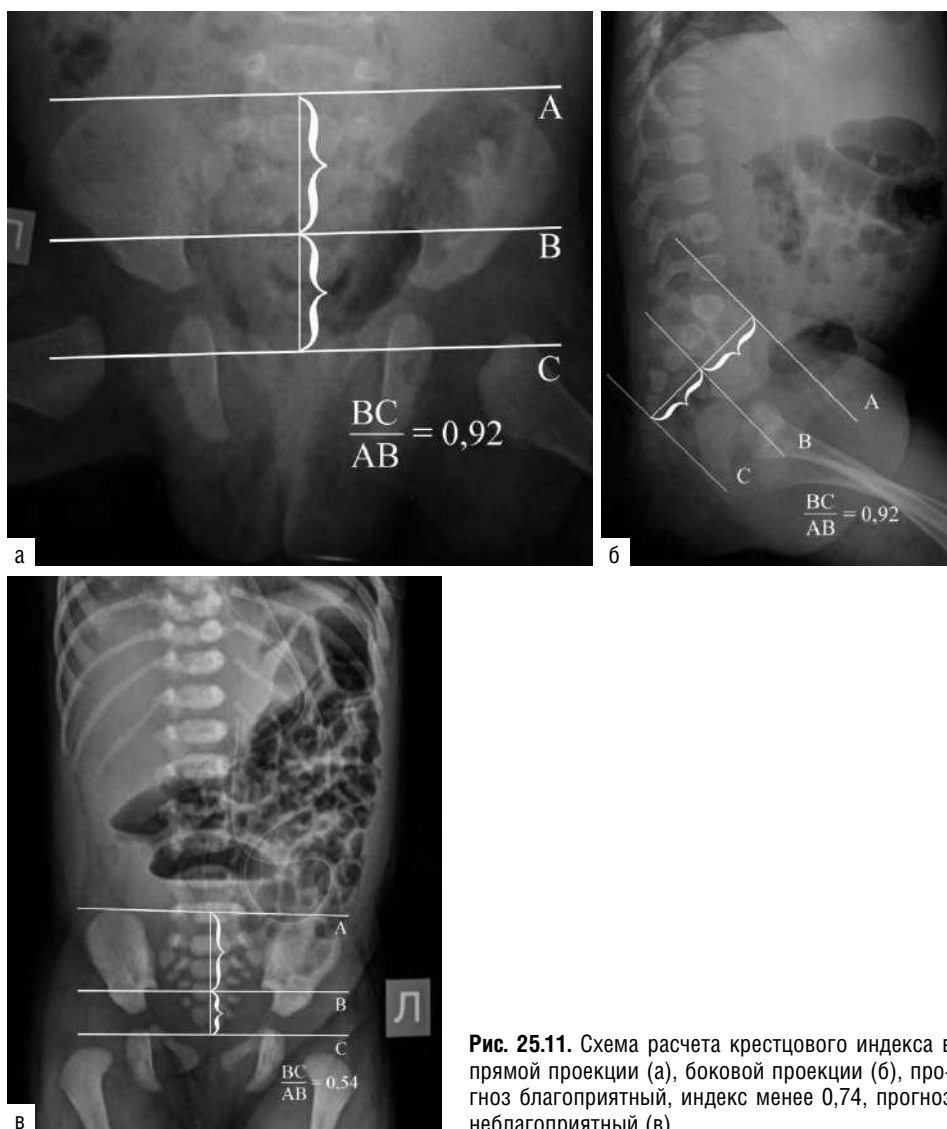 A
B
C
BC
AB = 0,92
а
A
B
C
BC
AB = 0,92
б
A
B
C
Л
BC
AB = 0,54
в
Рис. 25.11. Схема расчета крестцового индекса в
прямой проекции (а), боковой проекции (б), про-
гноз благоприятный, индекс менее 0,74, прогноз
неблагоприятный (в)